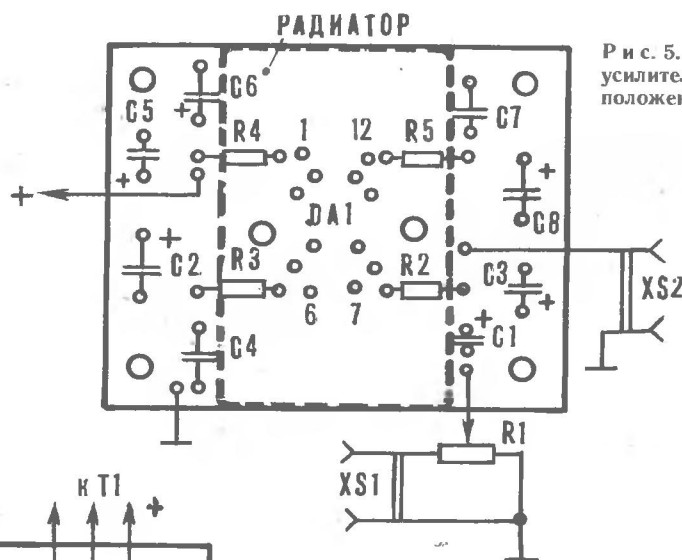 РАДИАТОР
Рис. 5.
усилите
положен
C5
+
+
C6
R4
1
12
R5
C7
+
+
C8
DA1
+
C2
R3
R2
C3
+
XS2
6
7
C4
+
C1
R1
XS1
к Т1
+